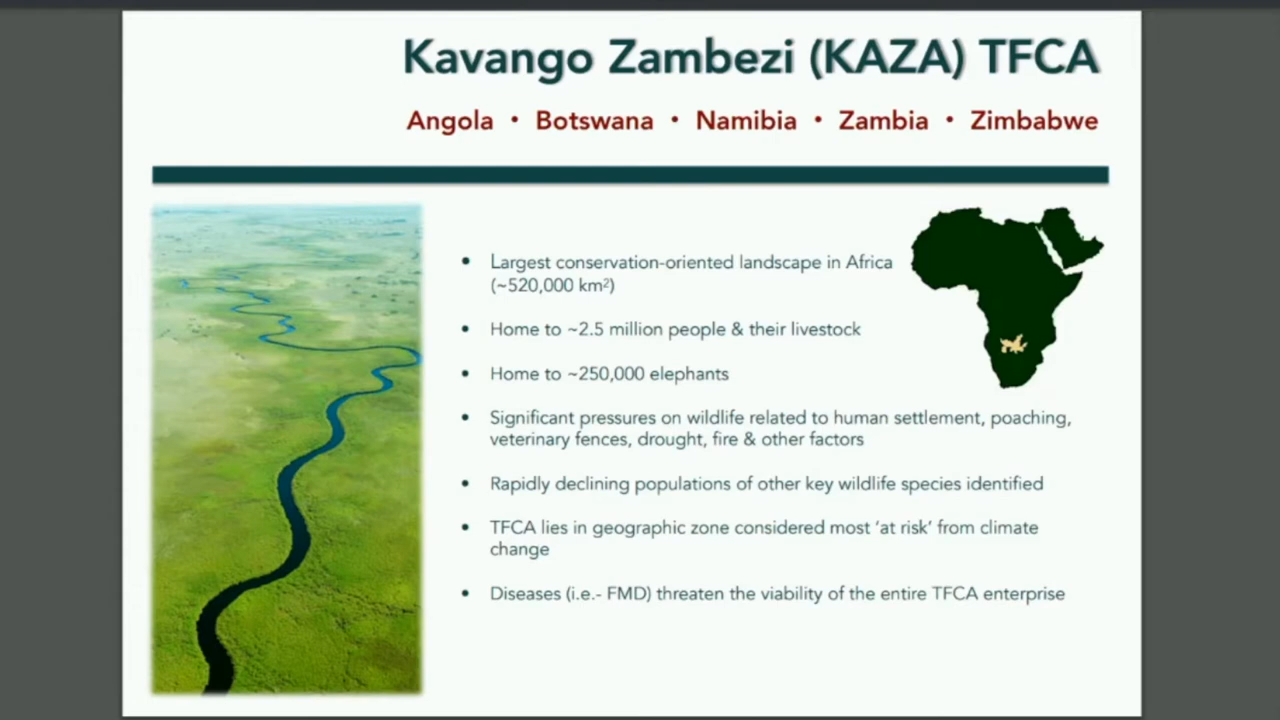 Kavango Zambezi (KAZA) TFCA
Angola • Botswana • Namibia • Zambia • Zimbabwe
• Largest conservation-oriented landscape in Africa
(~520,000 km²)
• Home to ~2.5 million people & their livestock
• Home to ~250,000 elephants
• Significant pressures on wildlife related to human settlement, poaching,
veterinary fences, drought, fire & other factors
• Rapidly declining populations of other key wildlife species identified
• TFCA lies in geographic zone considered most ‘at risk’ from climate
change
• Diseases (i.e.- FMD) threaten the viability of the entire TFCA enterprise